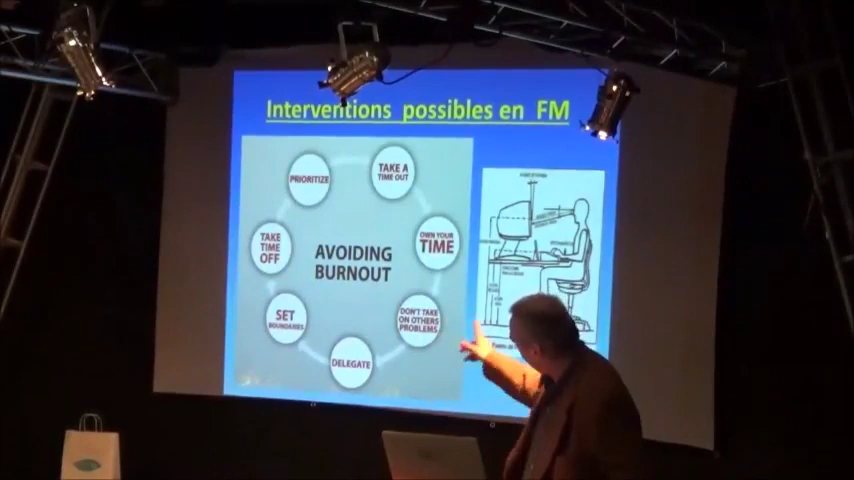 Interventions possibles en FM
PRIORITIZE
TAKE A
TIME OUT
OWN YOUR
TIME
DON'T TAKE
ON OTHERS
PROBLEMS
DELEGATE
SET
BOUNDARIES
TAKE
TIME
OFF
AVOIDING
BURNOUT